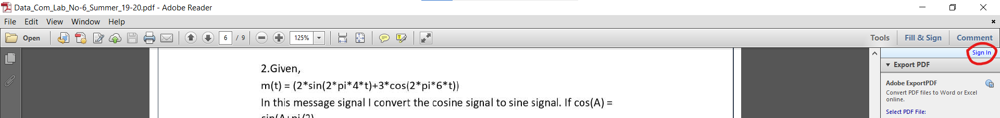 Data_Com_Lab_No-6_Summer_19-20.pdf - Adobe Reader
File Edit View Window Help
Open 6 / 9 125% Tools Fill & Sign Comment
Sign In
Export PDF
Adobe ExportPDF
Convert PDF files to Word or Excel
online.
Select PDF File:
2.Given,
m(t) = (2*sin(2*pi*4*t)+3*cos(2*pi*6*t))
In this message signal I convert the cosine signal to sine signal. If cos(A) =
sin(A+pi/2)